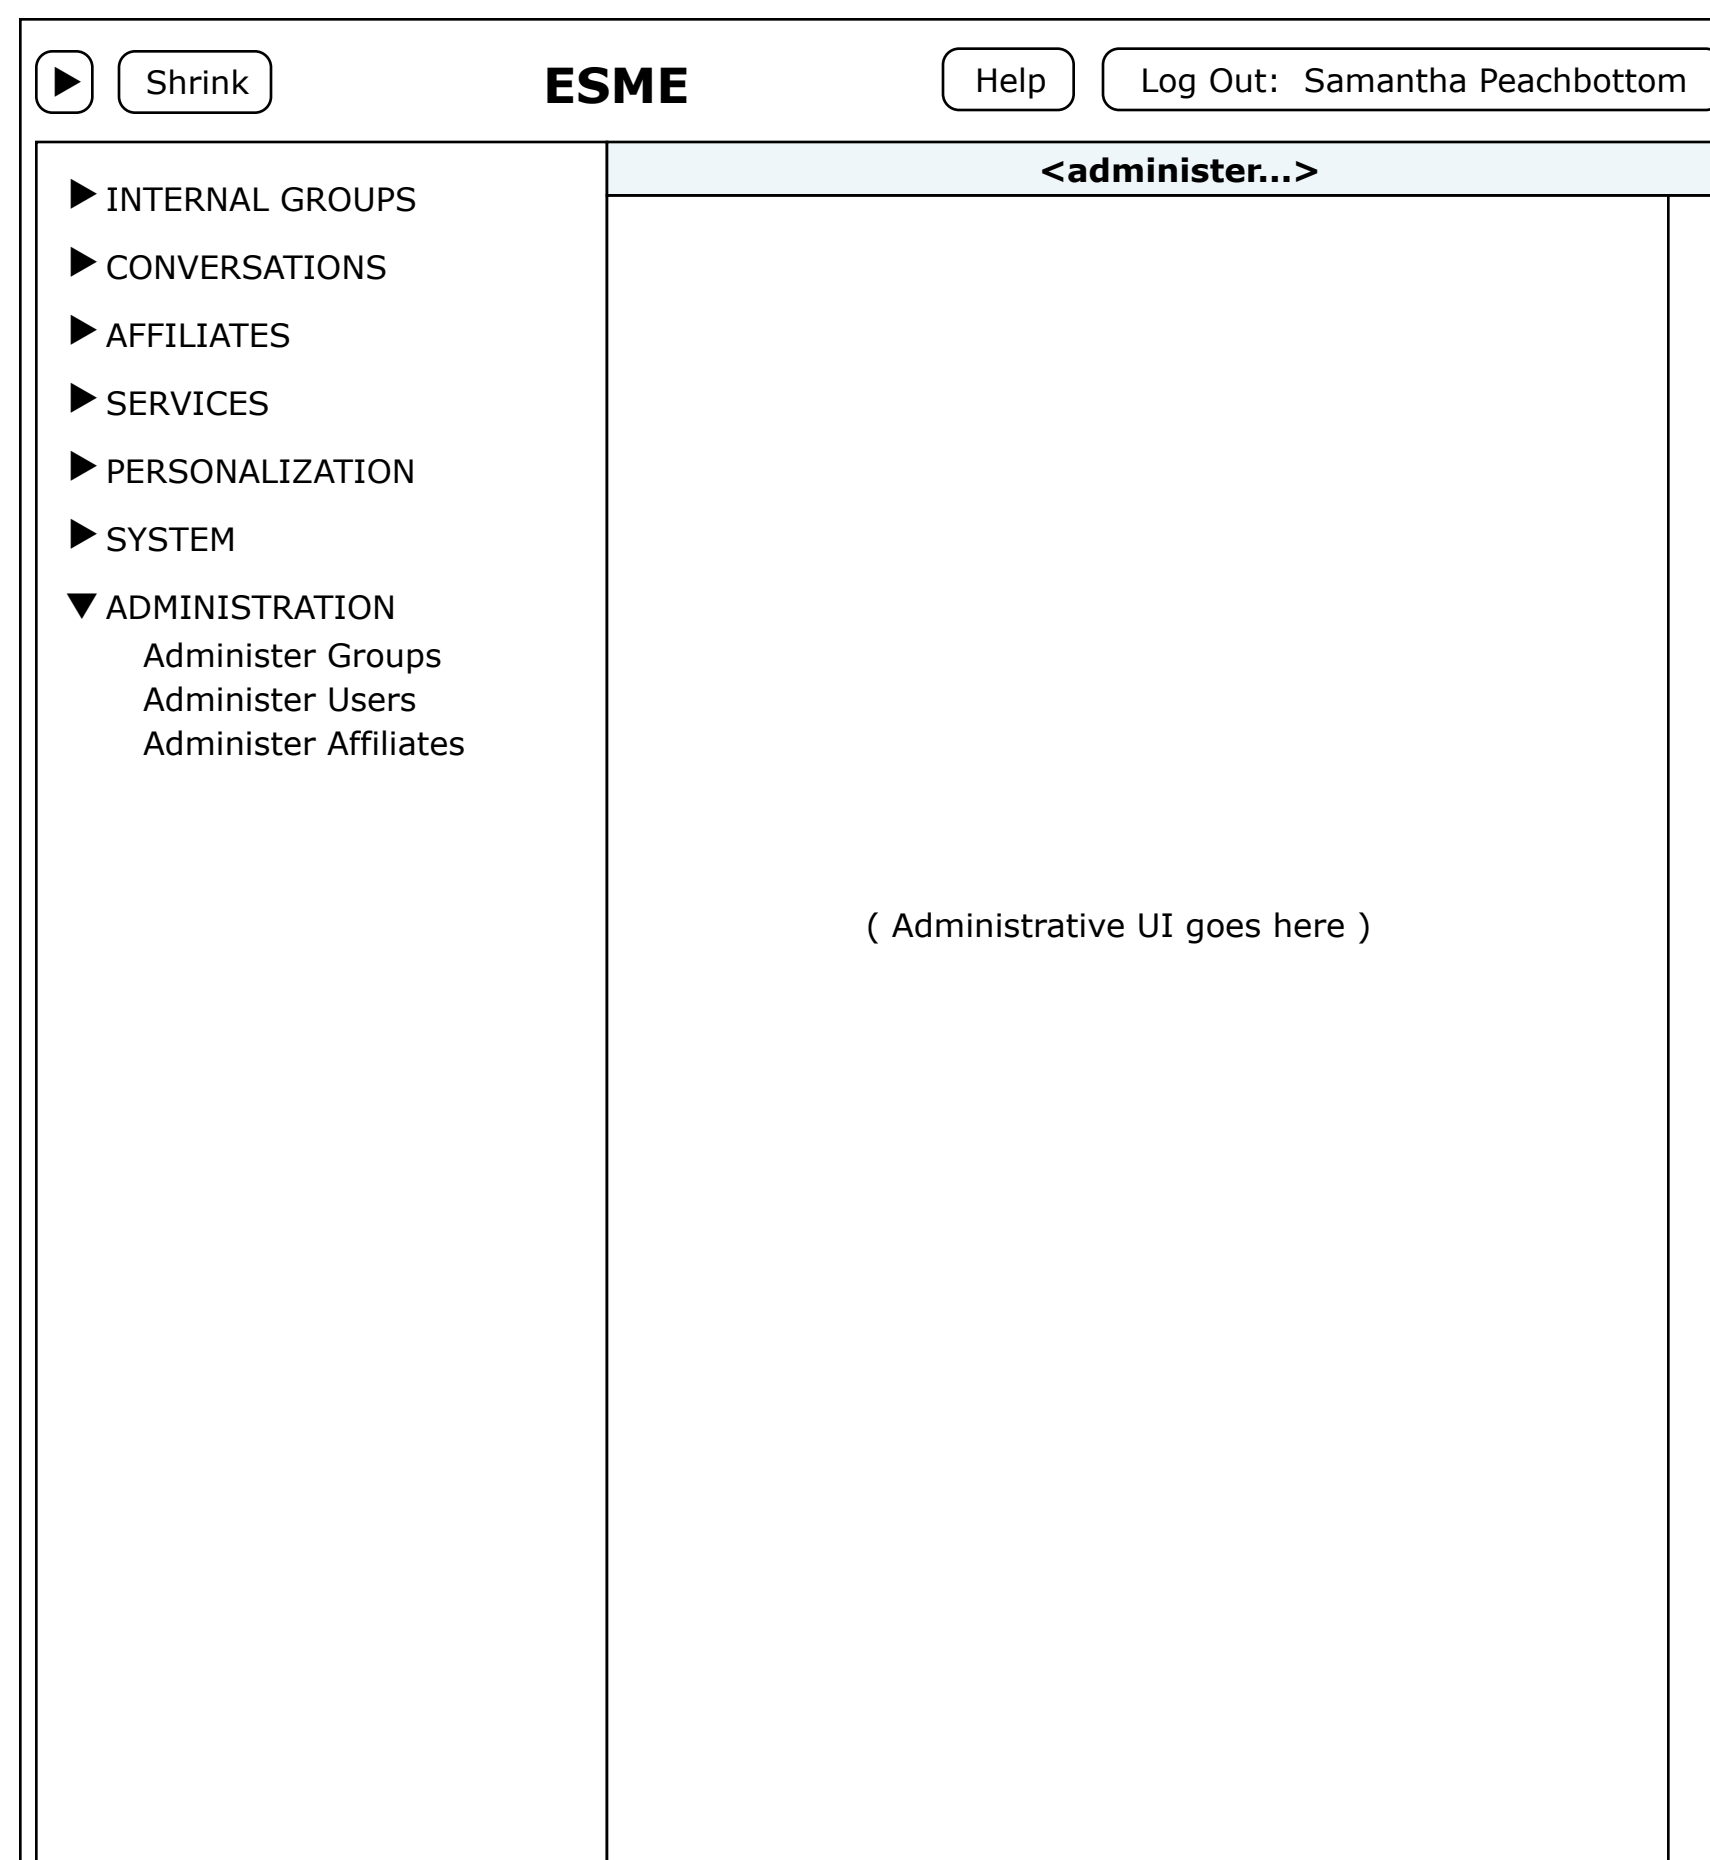 Shrink
ESME
Help
Log Out:  Samantha Peachbottom
<administer...>
INTERNAL GROUPS
CONVERSATIONS
AFFILIATES
SERVICES
PERSONALIZATION
SYSTEM
ADMINISTRATION
Administer Groups
Administer Users
Administer Affiliates
( Administrative UI goes here )